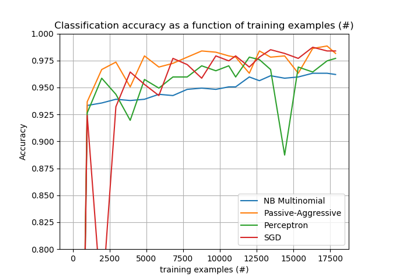 Classification accuracy as a function of training examples (#)
1.000
0.975
0.950
0.925
0.900
0.875
0.850
0.825
0.800
Accuracy
NB Multinomial
Passive-Aggressive
Perceptron
SGD
0 2500 5000 7500 10000 12500 15000 17500
training examples (#)